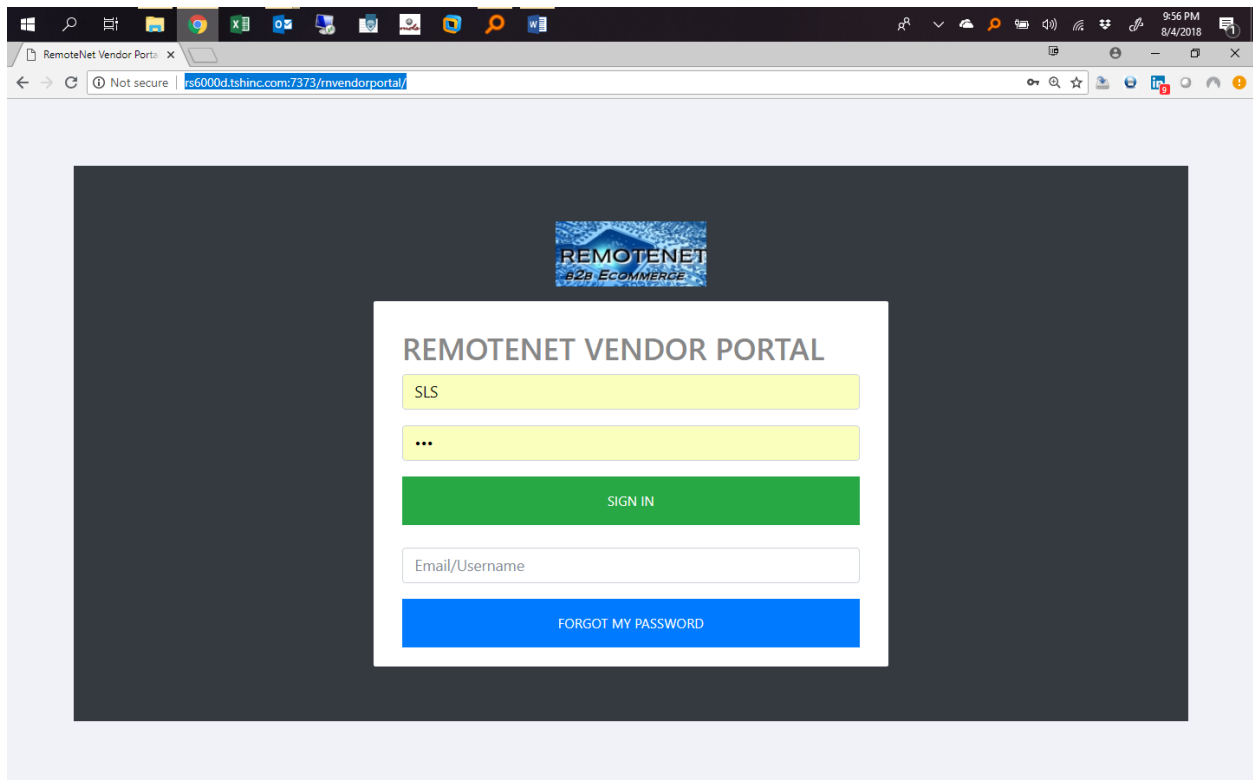 9:56 PM
8/4/2018
RemoteNet Vendor Porta
Not secure | rs6000d.tshinc.com:7373/rnvendorportal/
9
REMOTENET
B2B ECOMMERCE
REMOTENET VENDOR PORTAL
SLS
•••
SIGN IN
Email/Username
FORGOT MY PASSWORD